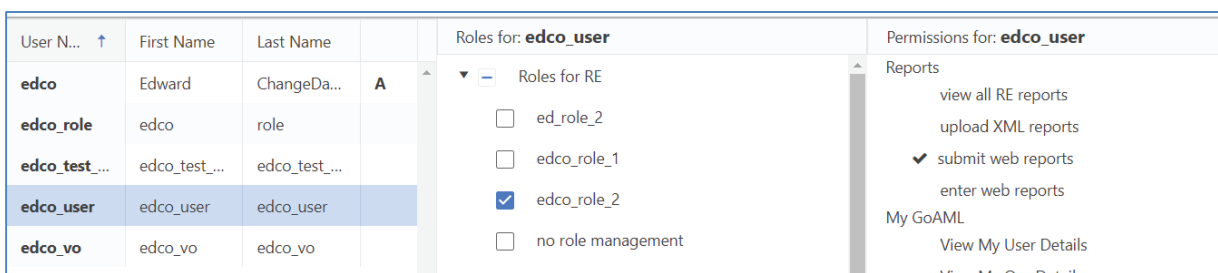 User N... ↑ First Name Last Name
edco Edward ChangeDa... A
edco_role edco role
edco_test_... edco_test_... edco_test_...
edco_user edco_user edco_user
edco_vo edco_vo edco_vo
Roles for: edco_user
Roles for RE
ed_role_2
edco_role_1
edco_role_2
no role management
Permissions for: edco_user
Reports
view all RE reports
upload XML reports
submit web reports
enter web reports
My GoAML
View My User Details